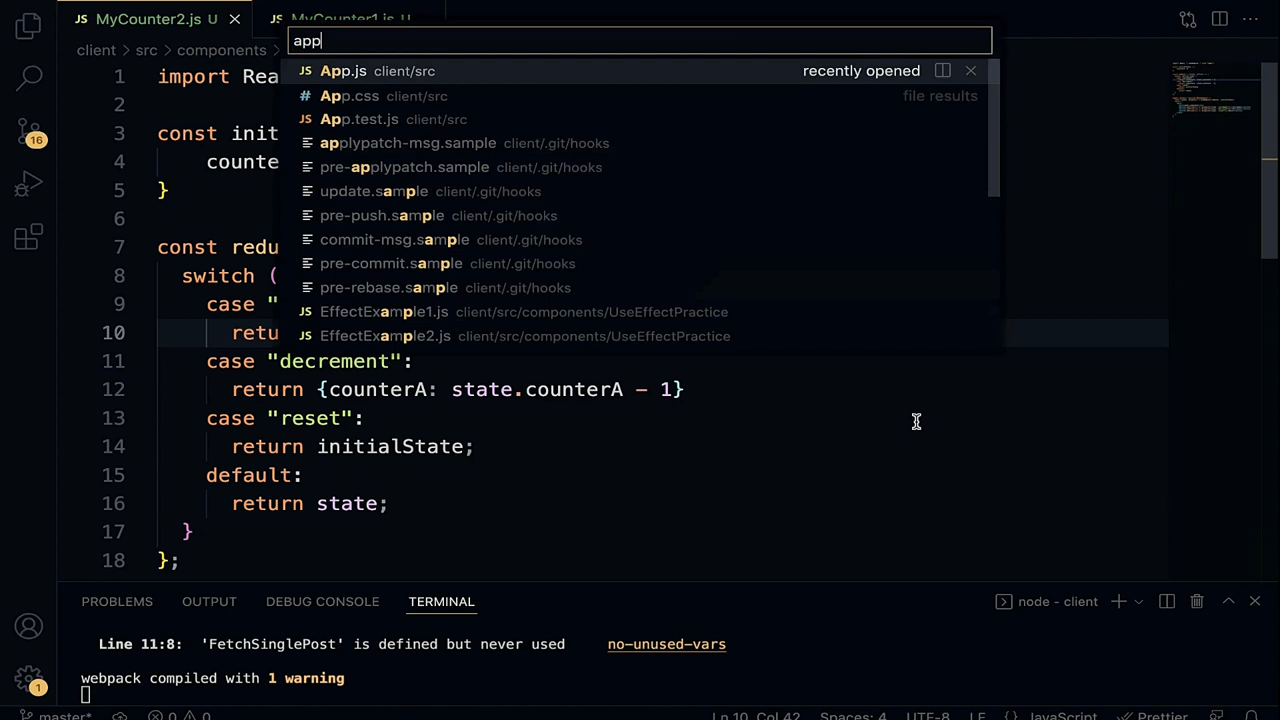 JS MyCounter2.js U
JS MyCounter1.js U
client > src > components >
app
JS App.js client/src recently opened
# App.css client/src file results
JS App.test.js client/src
applypatch-msg.sample client/.git/hooks
pre-applypatch.sample client/.git/hooks
update.sample client/.git/hooks
pre-push.sample client/.git/hooks
commit-msg.sample client/.git/hooks
pre-commit.sample client/.git/hooks
pre-rebase.sample client/.git/hooks
JS EffectExample1.js client/src/components/UseEffectPractice
JS EffectExample2.js client/src/components/UseEffectPractice
16
1 import Rea
2
3 const init
4 counte
5 }
6
7 const redu
8 switch (
9 case "
10 retu
11 case "decrement":
12 return {counterA: state.counterA - 1}
13 case "reset":
14 return initialState;
15 default:
16 return state;
17 }
18 };
PROBLEMS OUTPUT DEBUG CONSOLE TERMINAL node - client
Line 11:8: 'FetchSinglePost' is defined but never used no-unused-vars
webpack compiled with 1 warning
1
master* 0 0 Ln 10, Col 42 Spaces: 4 UTF-8 LF {} JavaScript Prettier